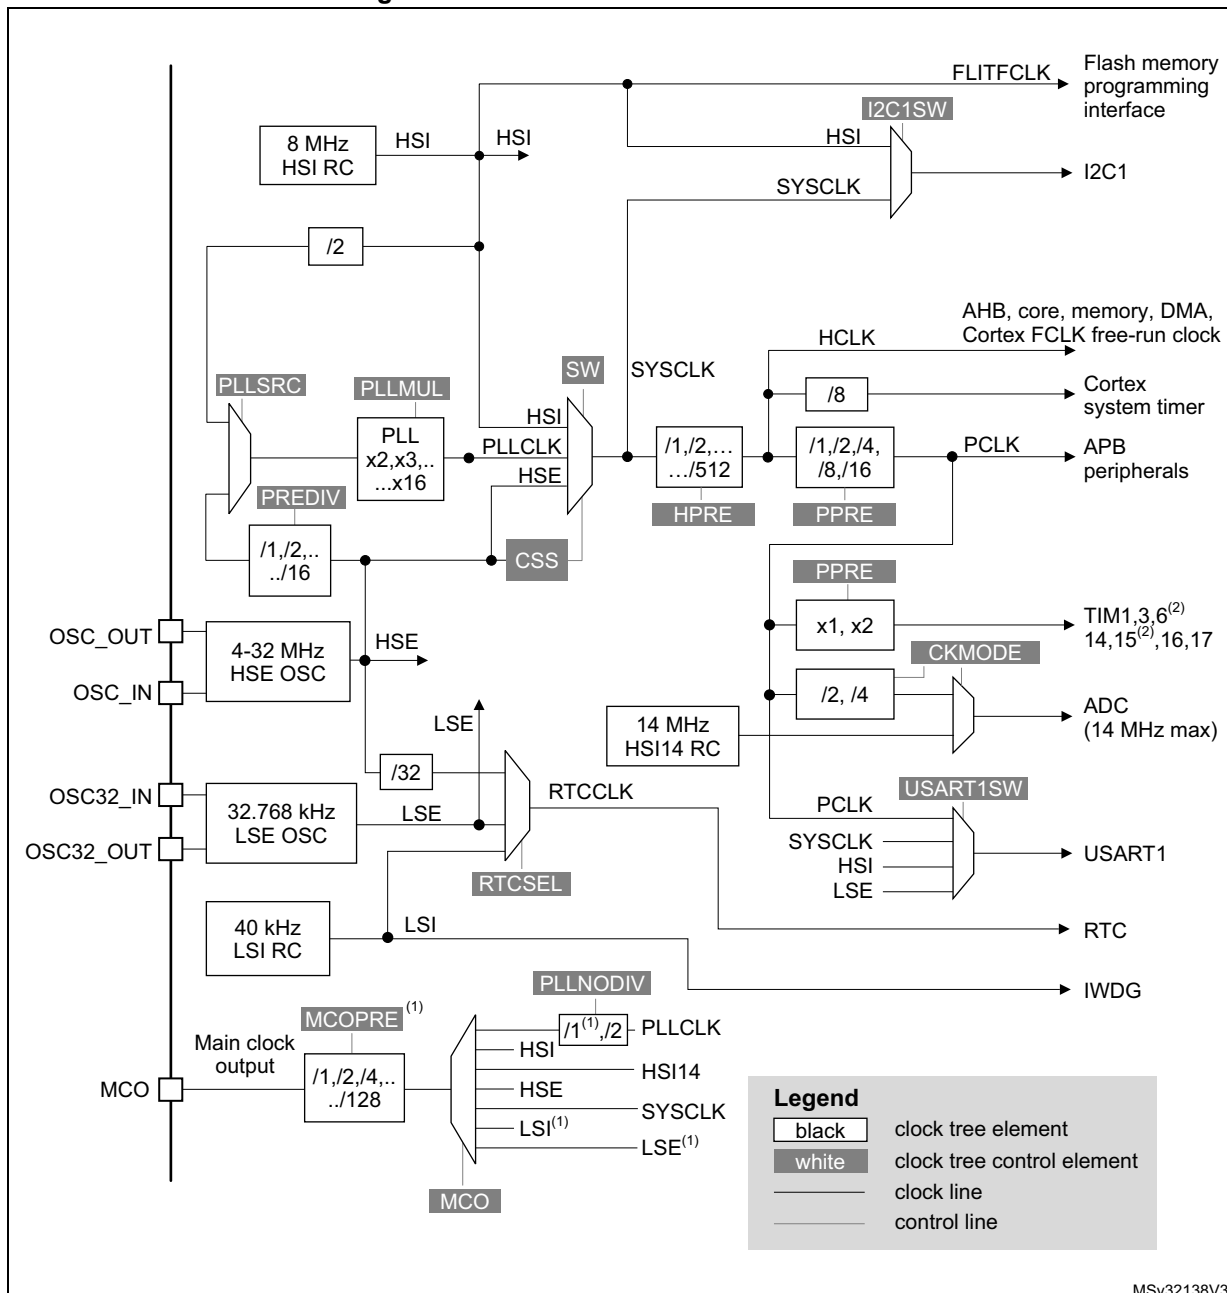 FLITFCLK
Flash memory
programming
interface
I2C1SW
8 MHz
HSI RC
HSI
HSI
HSI
I2C1
SYSCLK
/2
AHB, core, memory, DMA,
Cortex FCLK free-run clock
HCLK
PLLSRC
PLLMUL
SW
SYSCLK
/8
Cortex
system timer
PLL
x2,x3,..
...x16
HSI
PLLCLK
HSE
/1,/2,...
.../512
/1,/2,/4,
/8,/16
PCLK
APB
peripherals
HPRE
PPRE
PREDIV
/1,/2,..
../16
CSS
PPRE
OSC_OUT
OSC_IN
4-32 MHz
HSE OSC
HSE
x1, x2
TIM1,3,6(2)
14,15(2),16,17
CKMODE
/2, /4
ADC
(14 MHz max)
14 MHz
HSI14 RC
LSE
/32
RTCCLK
OSC32_IN
OSC32_OUT
32.768 kHz
LSE OSC
LSE
PCLK
USART1SW
SYSCLK
HSI
LSE
USART1
RTCSEL
40 kHz
LSI RC
LSI
RTC
IWDG
PLLNODIV
MCOPRE (1)
/1(1),/2
PLLCLK
Main clock
output
HSI
HSI14
MCO
/1,/2,/4,..
../128
HSE
SYSCLK
LSI(1)
LSE(1)
MCO
Legend
black
clock tree element
white
clock tree control element
clock line
control line
MSv32138V3